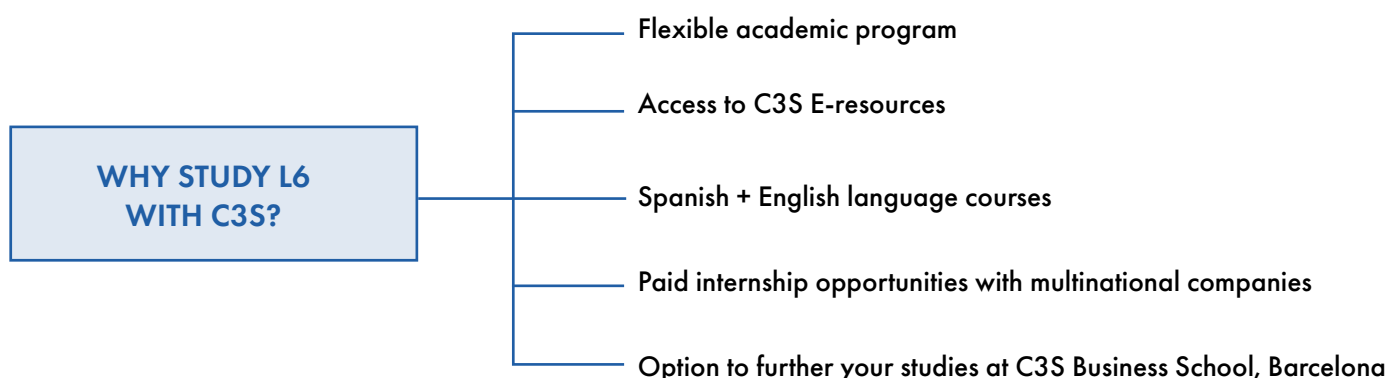 WHY STUDY L6
WITH C3S?
Flexible academic program
Access to C3S E-resources
Spanish + English language courses
Paid internship opportunities with multinational companies
Option to further your studies at C3S Business School, Barcelona